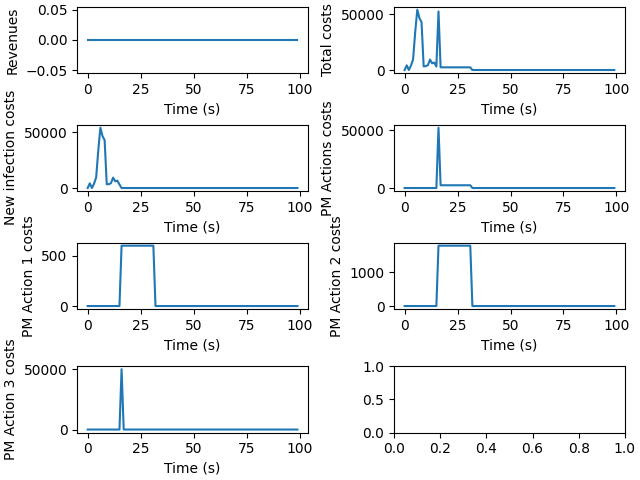 Revenues
0.05
0.00
−0.05
0 25 50 75 100
Time (s)
Total costs
50000
0
0 25 50 75 100
Time (s)
New infection costs
50000
0
0 25 50 75 100
Time (s)
PM Actions costs
50000
0
0 25 50 75 100
Time (s)
PM Action 1 costs
500
0
0 25 50 75 100
Time (s)
PM Action 2 costs
1000
0
0 25 50 75 100
Time (s)
PM Action 3 costs
50000
0
0 25 50 75 100
Time (s)
1.0
0.5
0.0
0.0 0.2 0.4 0.6 0.8 1.0